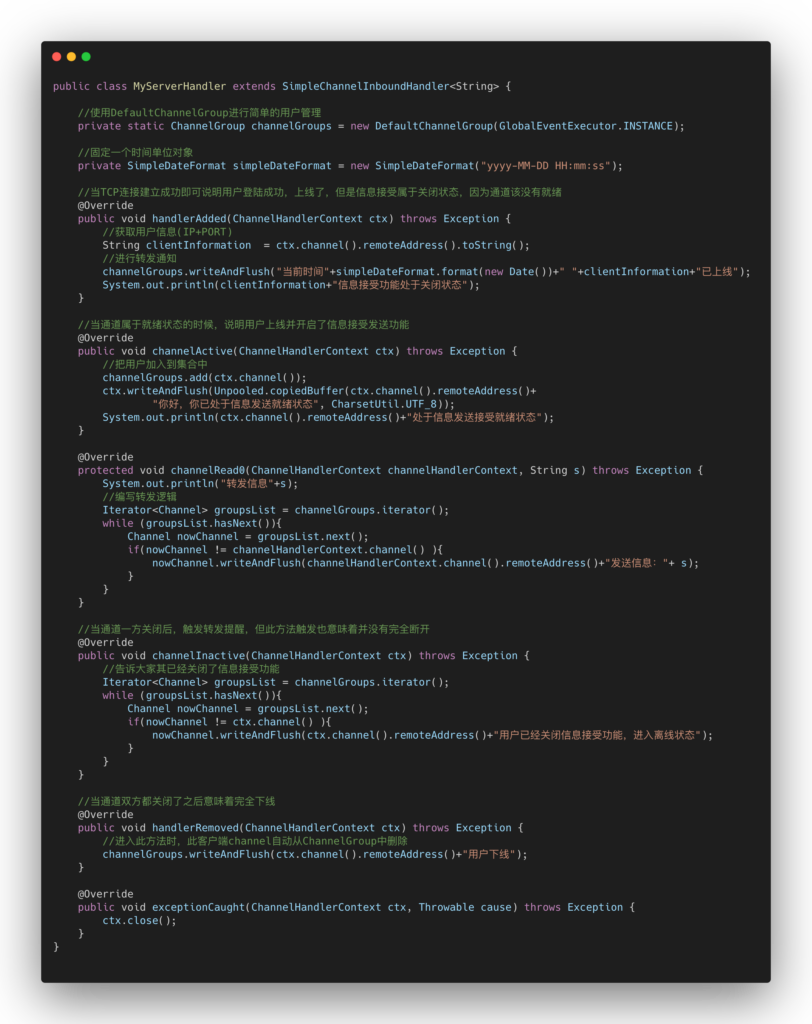 public class MyServerHandler extends SimpleChannelInboundHandler<String> {
//使用DefaultChannelGroup进行简单的用户管理
private static ChannelGroup channelGroups = new DefaultChannelGroup(GlobalEventExecutor.INSTANCE);
//固定一个时间单位对象
private SimpleDateFormat simpleDateFormat = new SimpleDateFormat("yyyy-MM-DD HH:mm:ss");
//当TCP连接建立成功即可说明用户登陆成功，上线了，但是信息接受属于关闭状态，因为通道该没有就绪
@Override
public void handlerAdded(ChannelHandlerContext ctx) throws Exception {
//获取用户信息(IP+PORT)
String clientInformation  = ctx.channel().remoteAddress().toString();
//进行转发通知
channelGroups.writeAndFlush("当前时间"+simpleDateFormat.format(new Date())+" "+clientInformation+"已上线");
System.out.println(clientInformation+"信息接受功能处于关闭状态");
}
//当通道属于就绪状态的时候，说明用户上线并开启了信息接受发送功能
@Override
public void channelActive(ChannelHandlerContext ctx) throws Exception {
//把用户加入到集合中
channelGroups.add(ctx.channel());
ctx.writeAndFlush(Unpooled.copiedBuffer(ctx.channel().remoteAddress()+
"你好，你已处于信息发送就绪状态", CharsetUtil.UTF_8));
System.out.println(ctx.channel().remoteAddress()+"处于信息发送接受就绪状态");
}
@Override
protected void channelRead0(ChannelHandlerContext channelHandlerContext, String s) throws Exception {
System.out.println("转发信息"+s);
//编写转发逻辑
Iterator<Channel> groupsList = channelGroups.iterator();
while (groupsList.hasNext()){
Channel nowChannel = groupsList.next();
if(nowChannel != channelHandlerContext.channel() ){
nowChannel.writeAndFlush(channelHandlerContext.channel().remoteAddress()+"发送信息："+ s);
}
}
}
//当通道一方关闭后，触发转发提醒，但此方法触发也意味着并没有完全断开
@Override
public void channelInactive(ChannelHandlerContext ctx) throws Exception {
//告诉大家其已经关闭了信息接受功能
Iterator<Channel> groupsList = channelGroups.iterator();
while (groupsList.hasNext()){
Channel nowChannel = groupsList.next();
if(nowChannel != ctx.channel() ){
nowChannel.writeAndFlush(ctx.channel().remoteAddress()+"用户已经关闭信息接受功能，进入离线状态");
}
}
}
//当通道双方都关闭了之后意味着完全下线
@Override
public void handlerRemoved(ChannelHandlerContext ctx) throws Exception {
//进入此方法时，此客户端channel自动从ChannelGroup中删除
channelGroups.writeAndFlush(ctx.channel().remoteAddress()+"用户下线");
}
@Override
public void exceptionCaught(ChannelHandlerContext ctx, Throwable cause) throws Exception {
ctx.close();
}
}